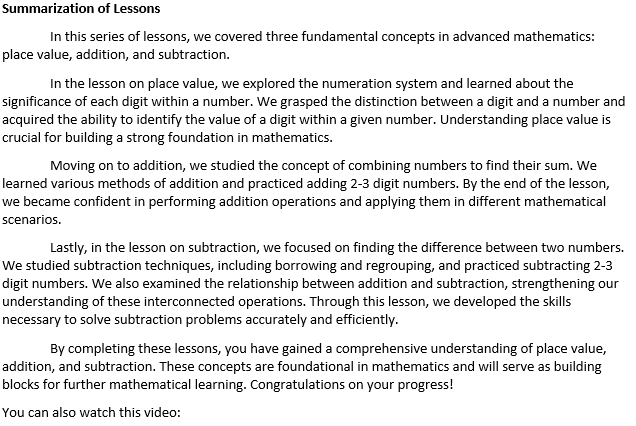 Summarization of Lessons
In this series of lessons, we covered three fundamental concepts in advanced mathematics:
place value, addition, and subtraction.
In the lesson on place value, we explored the numeration system and learned about the
significance of each digit within a number. We grasped the distinction between a digit and a number and
acquired the ability to identify the value of a digit within a given number. Understanding place value is
crucial for building a strong foundation in mathematics.
Moving on to addition, we studied the concept of combining numbers to find their sum. We
learned various methods of addition and practiced adding 2-3 digit numbers. By the end of the lesson,
we became confident in performing addition operations and applying them in different mathematical
scenarios.
Lastly, in the lesson on subtraction, we focused on finding the difference between two numbers.
We studied subtraction techniques, including borrowing and regrouping, and practiced subtracting 2-3
digit numbers. We also examined the relationship between addition and subtraction, strengthening our
understanding of these interconnected operations. Through this lesson, we developed the skills
necessary to solve subtraction problems accurately and efficiently.
By completing these lessons, you have gained a comprehensive understanding of place value,
addition, and subtraction. These concepts are foundational in mathematics and will serve as building
blocks for further mathematical learning. Congratulations on your progress!
You can also watch this video: